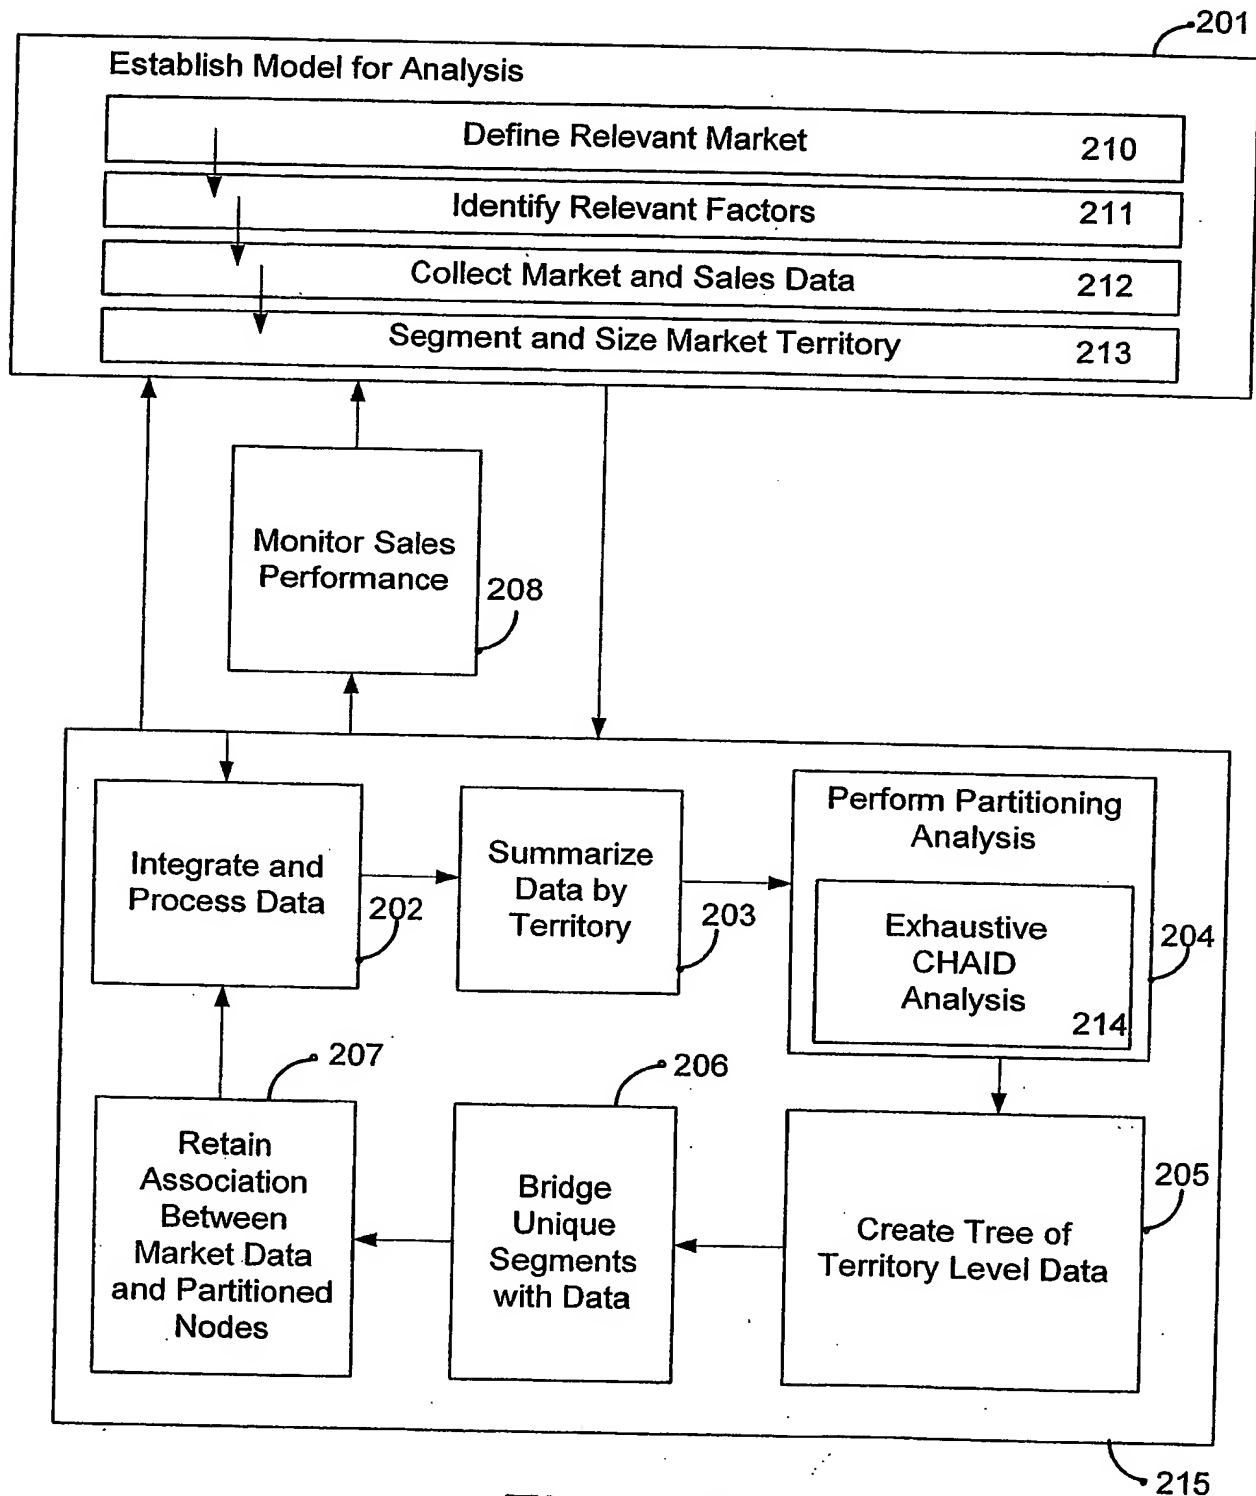 201
Establish Model for Analysis
Define Relevant Market 210
Identify Relevant Factors 211
Collect Market and Sales Data 212
Segment and Size Market Territory 213
Monitor Sales
Performance
208
Integrate and
Process Data
202
Summarize
Data by
Territory
203
Perform Partitioning
Analysis
Exhaustive
CHAID
Analysis
214
204
207
Retain
Association
Between
Market Data
and Partitioned
Nodes
206
Bridge
Unique
Segments
with Data
205
Create Tree of
Territory Level Data
215